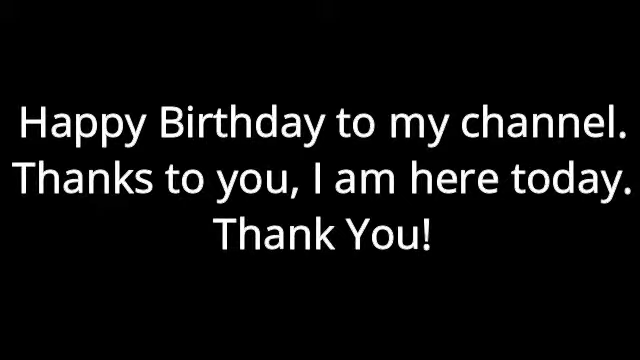 Happy Birthday to my channel.
Thanks to you, I am here today.
Thank You!